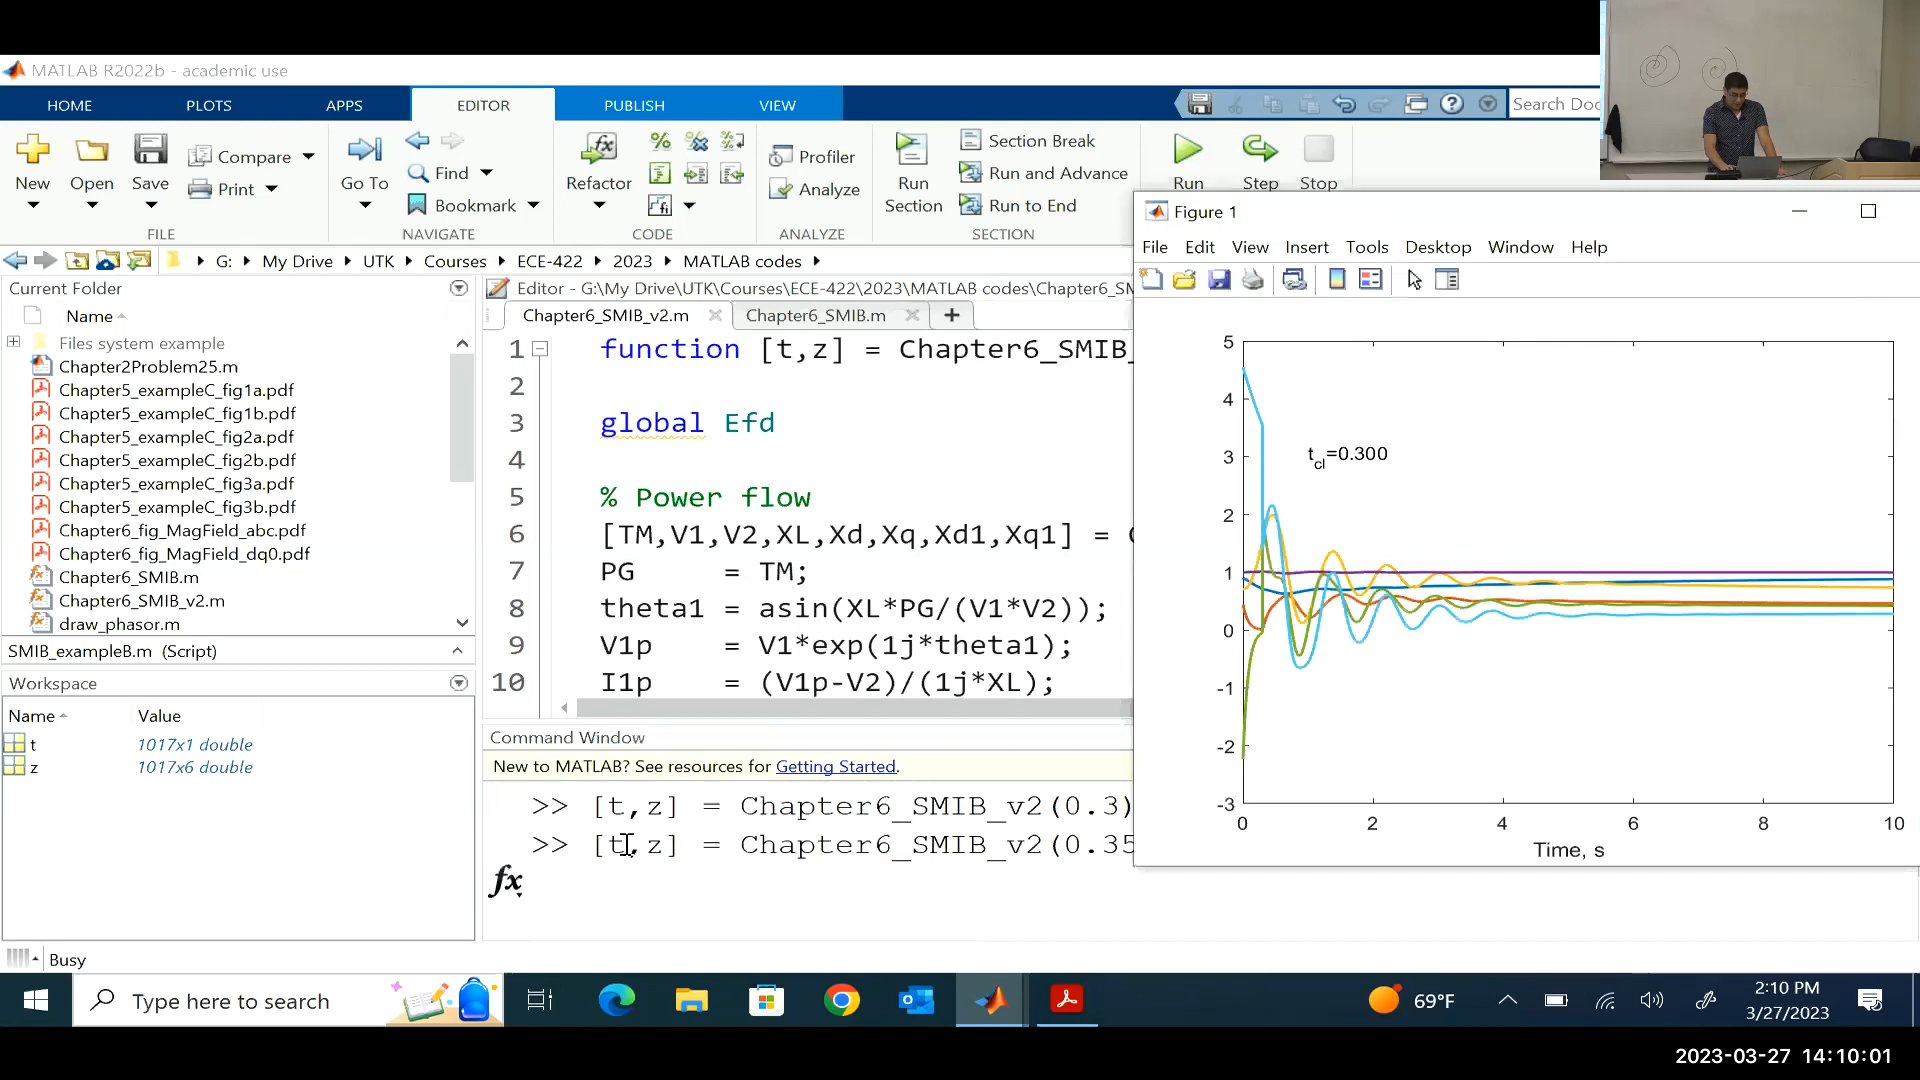 MATLAB R2022b - academic use
HOME PLOTS APPS EDITOR PUBLISH VIEW
Search Doc
New Open Save Compare Print
FILE
Go To Find Bookmark
NAVIGATE
Refactor
CODE
Profiler
Analyze
ANALYZE
Run Section
Section Break
Run and Advance
Run to End
SECTION
Run Step Stop
G: My Drive UTK Courses ECE-422 2023 MATLAB codes
Current Folder
Name
Files system example
Chapter2Problem25.m
Chapter5_exampleC_fig1a.pdf
Chapter5_exampleC_fig1b.pdf
Chapter5_exampleC_fig2a.pdf
Chapter5_exampleC_fig2b.pdf
Chapter5_exampleC_fig3a.pdf
Chapter5_exampleC_fig3b.pdf
Chapter6_fig_MagField_abc.pdf
Chapter6_fig_MagField_dq0.pdf
Chapter6_SMIB.m
Chapter6_SMIB_v2.m
draw_phasor.m
SMIB_exampleB.m (Script)
Workspace
Name Value
t 1017x1 double
z 1017x6 double
Busy
Editor - G:\My Drive\UTK\Courses\ECE-422\2023\MATLAB codes\Chapter6_SM
Chapter6_SMIB_v2.m Chapter6_SMIB.m
1 function [t,z] = Chapter6_SMIB_
2
3 global Efd
4
5 % Power flow
6 [TM,V1,V2,XL,Xd,Xq,Xd1,Xq1] =
7 PG = TM;
8 theta1 = asin(XL*PG/(V1*V2));
9 V1p = V1*exp(1j*theta1);
10 I1p = (V1p-V2)/(1j*XL);
Command Window
New to MATLAB? See resources for Getting Started.
>> [t,z] = Chapter6_SMIB_v2(0.3)
>> [t,z] = Chapter6_SMIB_v2(0.35
fx
Figure 1
File Edit View Insert Tools Desktop Window Help
5
4
3
2
1
0
-1
-2
-3
tcl=0.300
0 2 4 6 8 10
Time, s
Type here to search
69°F
2:10 PM
3/27/2023
2023-03-27 14:10:01